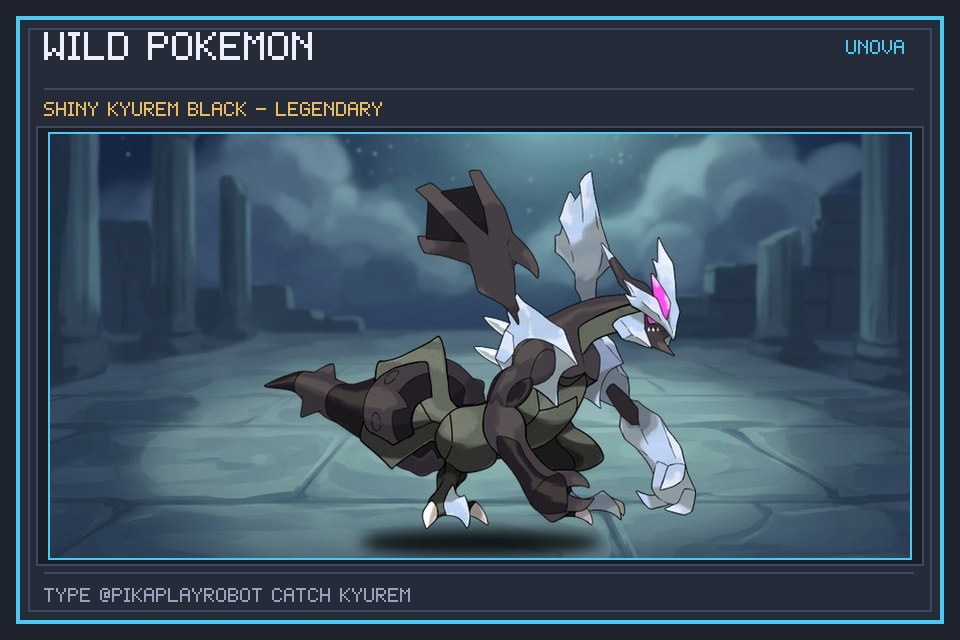 WILD POKEMON
UNOVA
SHINY KYUREM BLACK - LEGENDARY
TYPE @PIKAPLAYROBOT CATCH KYUREM